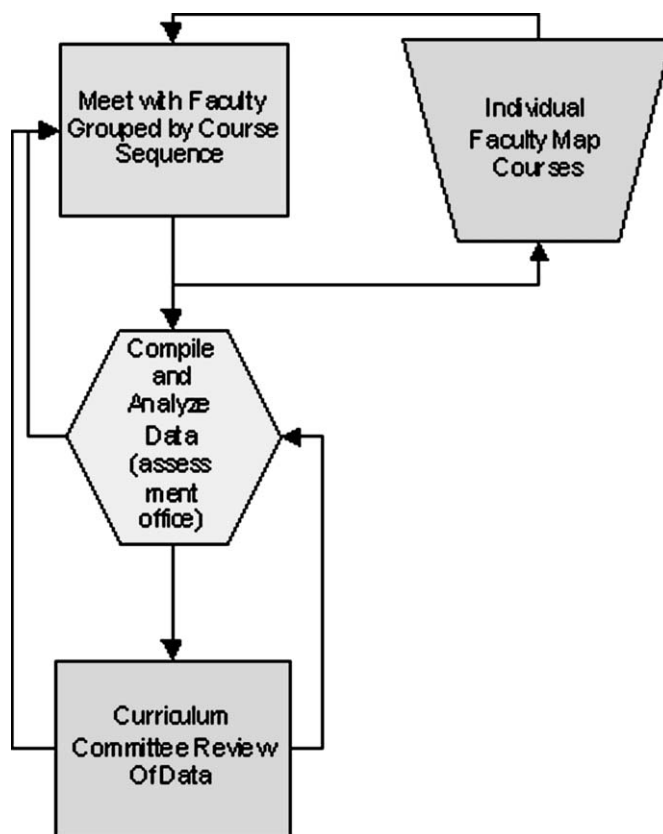 Meet with Faculty
Grouped by Course
Sequence
Individual
Faculty Map
Courses
Compile
and
Analyze
Data
(assess
ment
office)
Curriculum
Committee Review
Of Data